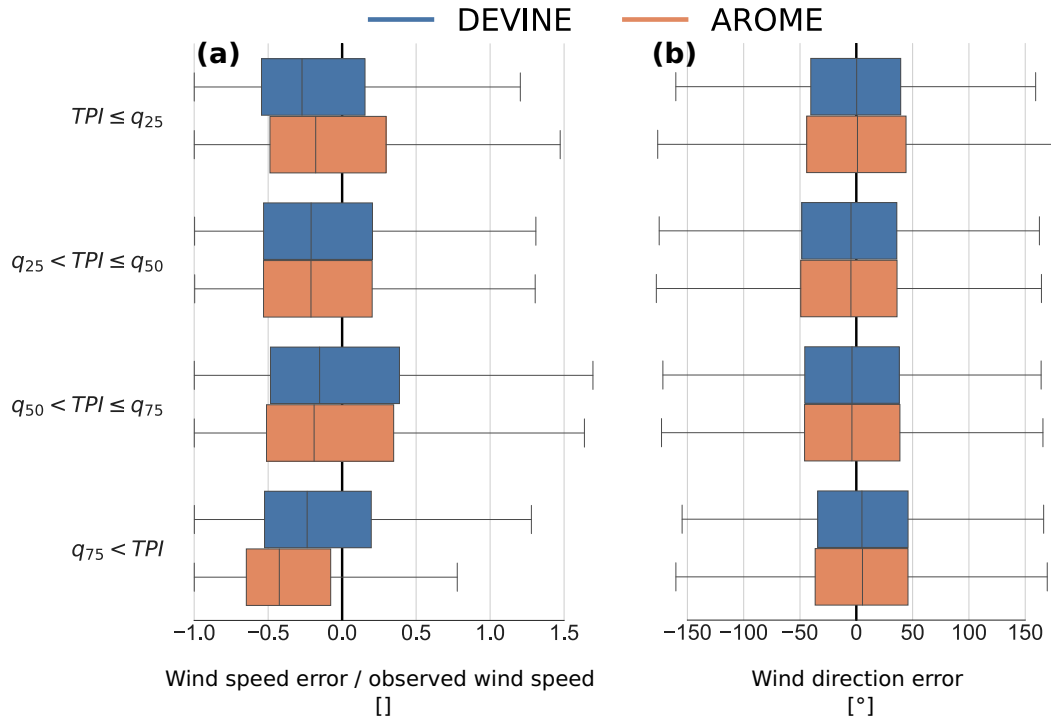 DEVINE AROME
(a) (b)
TPI ≤ q₂₅
q₂₅ < TPI ≤ q₅₀
q₅₀ < TPI ≤ q₇₅
q₇₅ < TPI
−1.0 −0.5 0.0 0.5 1.0 1.5 −150 −100 −50 0 50 100 150
Wind speed error / observed wind speed Wind direction error
[] [°]